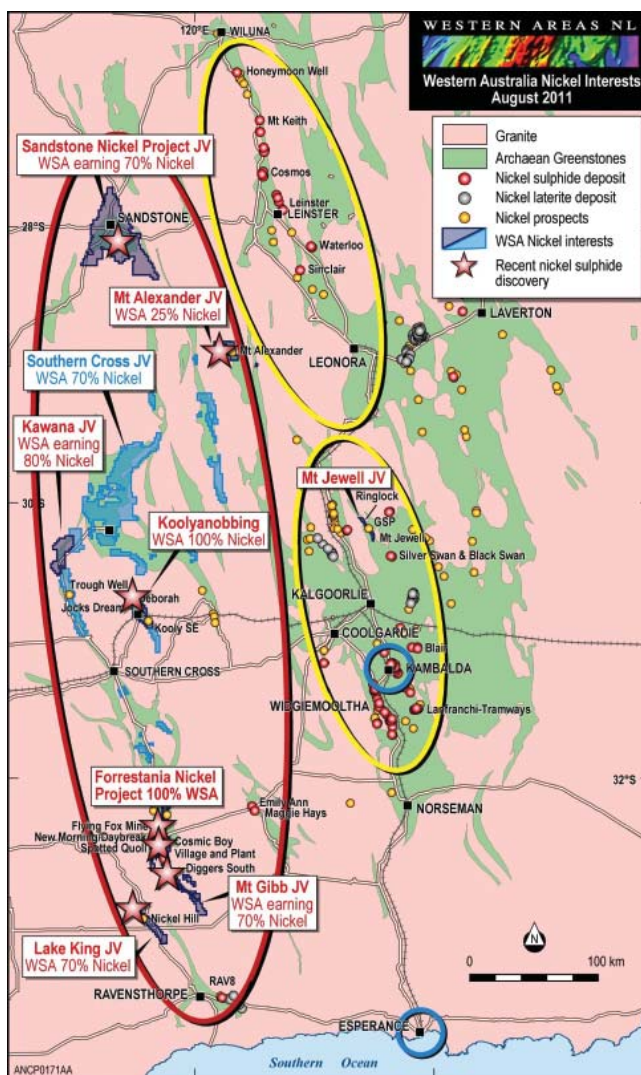 WESTERN AREAS NL
Western Australia Nickel Interests
August 2011
Granite
Archaean Greenstones
Nickel sulphide deposit
Nickel laterite deposit
Nickel prospects
WSA Nickel interests
Recent nickel sulphide
discovery
120°E
WILUNA
Honeymoon Well
Mt Keith
Cosmos
Leinster
LEINSTER
Waterloo
Sinclair
Sandstone Nickel Project JV
WSA earning 70% Nickel
SANDSTONE
28°S
Mt Alexander JV
WSA 25% Nickel
Mt Alexander
LAVERTON
LEONORA
Southern Cross JV
WSA 70% Nickel
Kawana JV
WSA earning
80% Nickel
30°S
Mt Jewell JV
Ringlock
GSP
Mt Jewell
Silver Swan & Black Swan
Koolyanobbing
WSA 100% Nickel
Trough Well
Deborah
Jocks Dream
Kooly SE
KALGOORLIE
COOLGARDIE
Blair
SOUTHERN CROSS
KAMBALDA
WIDGIEMOOLTHA
Lanfranchi-Tramways
32°S
Forrestania Nickel
Project 100% WSA
Emily Ann
Maggie Hays
NORSEMAN
Flying Fox Mine
New Morning/Daybreak
Spotted Quoll
Cosmic Boy
Village and Plant
Diggers South
Mt Gibb JV
WSA earning
70% Nickel
Nickel Hill
Lake King JV
WSA 70% Nickel
N
0
100 km
RAV8
RAVENSTHORPE
ESPERANCE
Southern Ocean
ANCP0171AA